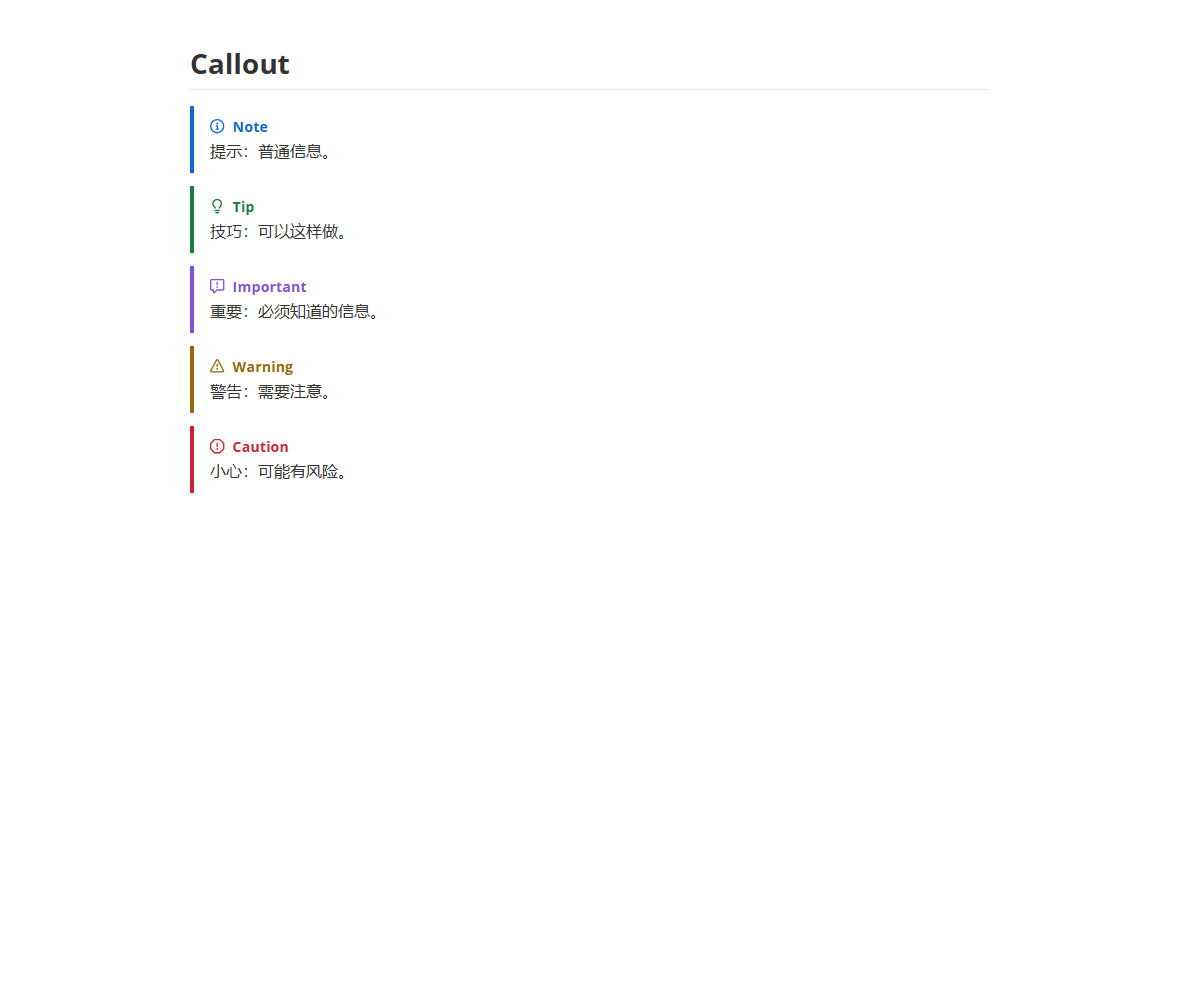 Callout
Note
提示：普通信息。
Tip
技巧：可以这样做。
Important
重要：必须知道的信息。
Warning
警告：需要注意。
Caution
小心：可能有风险。